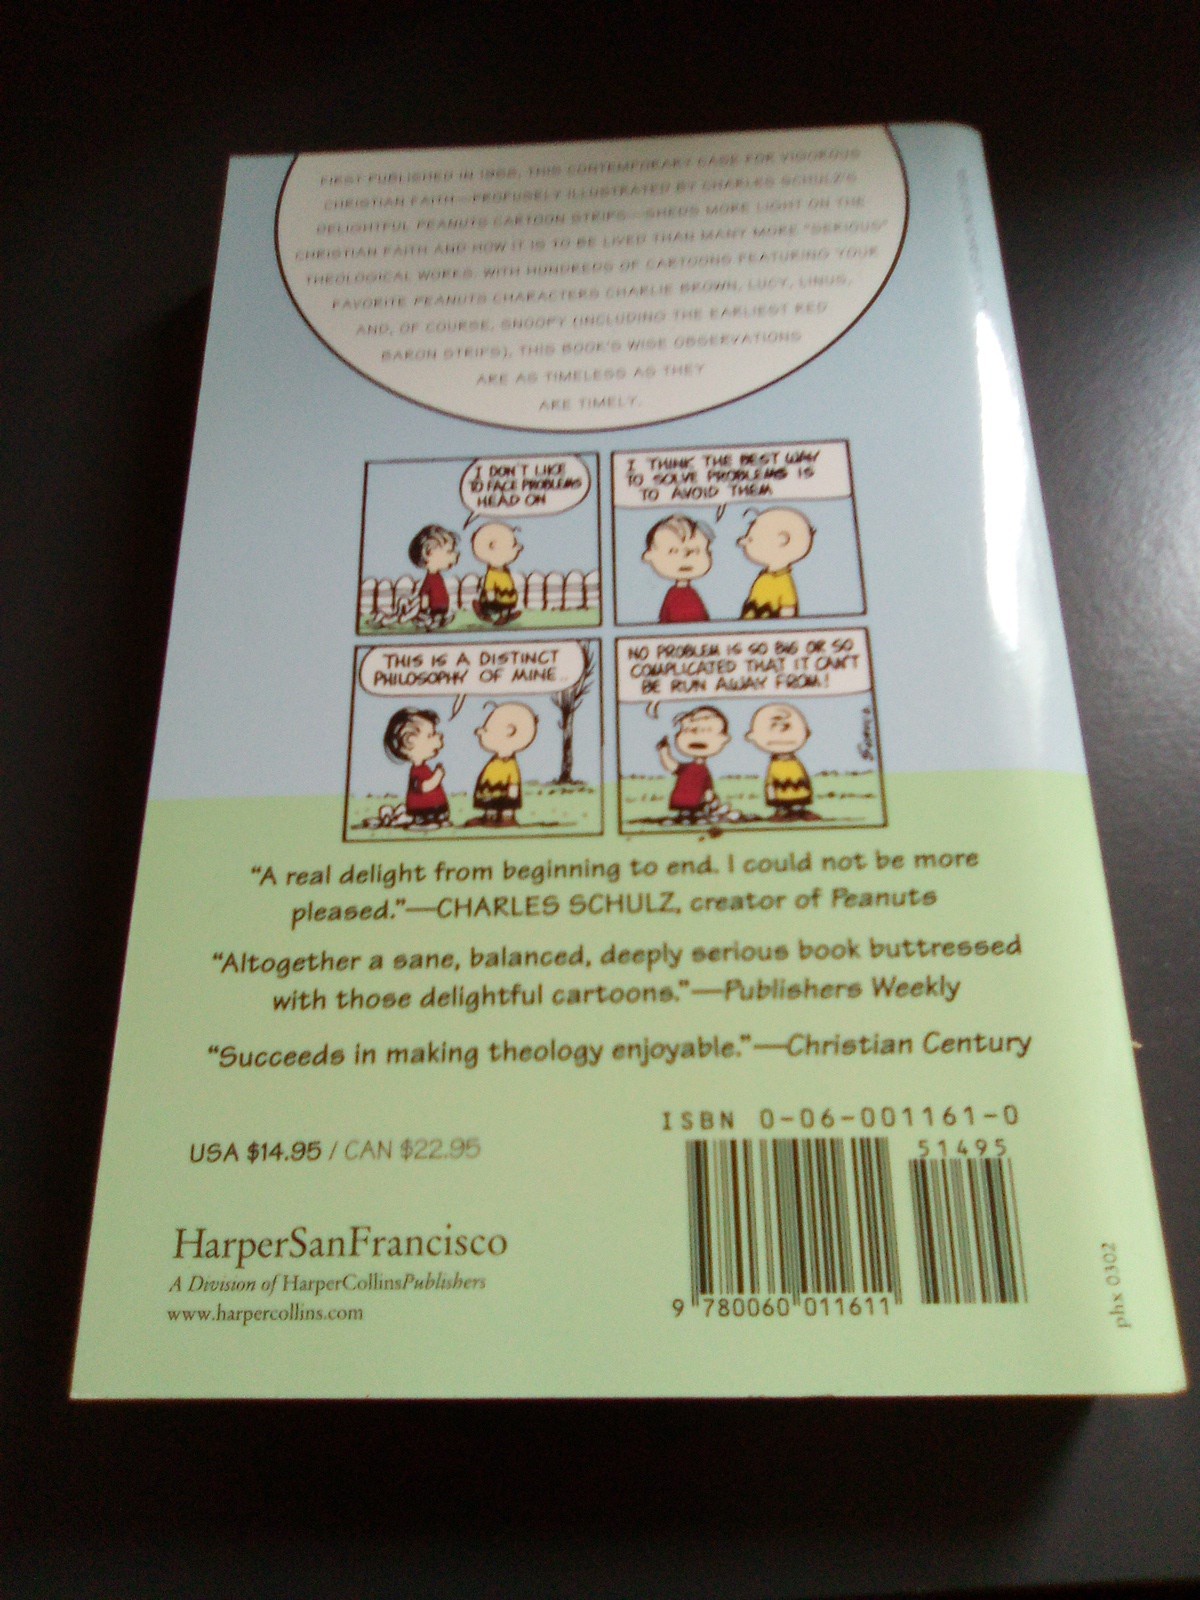 FIRST PUBLISHED IN 1968, THIS CONTEMPORARY CASE FOR VIGOROUS
CHRISTIAN FAITH—PROFUSELY ILLUSTRATED BY CHARLES SCHULZ'S
DELIGHTFUL PEANUTS CARTOON STRIPS—SHEDS MORE LIGHT ON THE
CHRISTIAN FAITH AND HOW IT IS TO BE LIVED THAN MANY MORE "SERIOUS"
THEOLOGICAL WORKS. WITH HUNDREDS OF CARTOONS FEATURING YOUR
FAVORITE PEANUTS CHARACTERS CHARLIE BROWN, LUCY, LINUS,
AND, OF COURSE, SNOOPY (INCLUDING THE EARLIEST RED
BARON STRIPS), THIS BOOK'S WISE OBSERVATIONS
ARE AS TIMELESS AS THEY
ARE TIMELY.
I DON'T LIKE
TO FACE PROBLEMS
HEAD ON
I THINK THE BEST WAY
TO SOLVE PROBLEMS IS
TO AVOID THEM
THIS IS A DISTINCT
PHILOSOPHY OF MINE..
NO PROBLEM IS SO BIG OR SO
COMPLICATED THAT IT CAN'T
BE RUN AWAY FROM!
"A real delight from beginning to end. I could not be more
pleased."—CHARLES SCHULZ, creator of Peanuts
"Altogether a sane, balanced, deeply serious book buttressed
with those delightful cartoons."—Publishers Weekly
"Succeeds in making theology enjoyable."—Christian Century
ISBN 0-06-001161-0
51495
USA $14.95 / CAN $22.95
HarperSanFrancisco
A Division of HarperCollinsPublishers
www.harpercollins.com
9 780060 011611
phx 0302